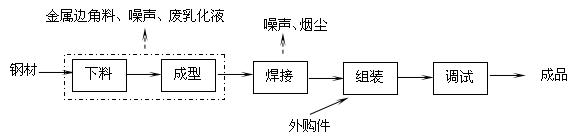 金属边角料、噪声、废乳化液
噪声、烟尘
钢材
下料
成型
焊接
组装
调试
成品
外购件